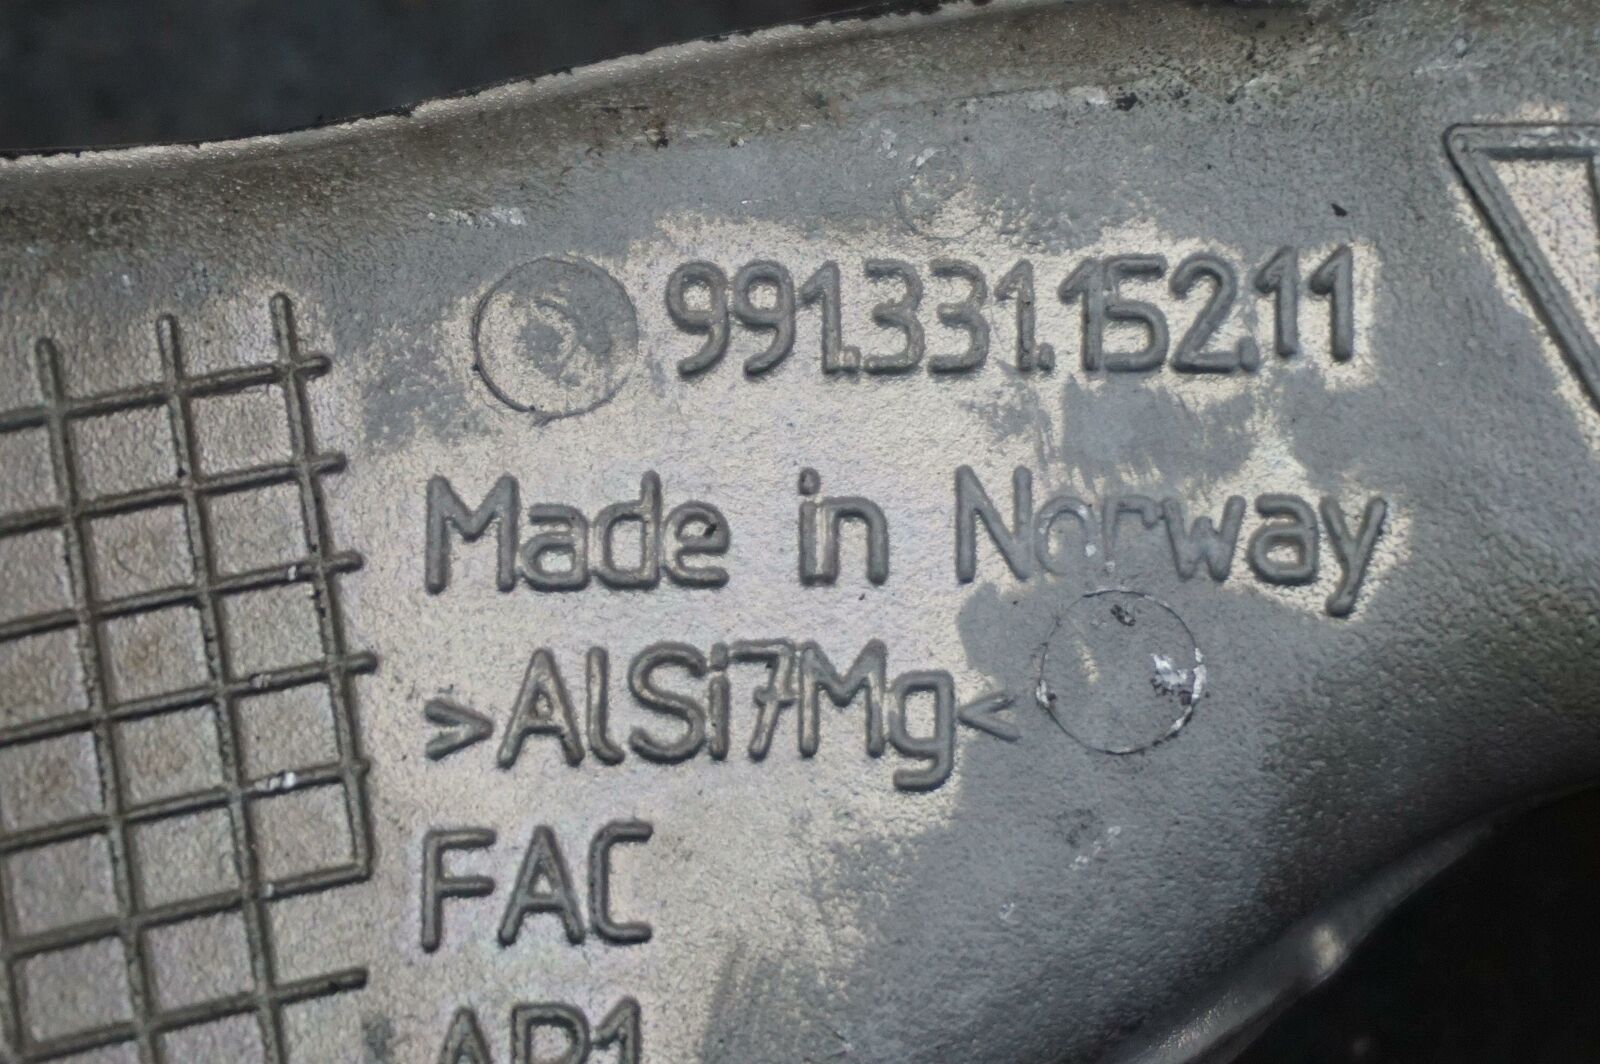 991.331.152.11
Made in Norway
>AlSi7Mg<
FAC